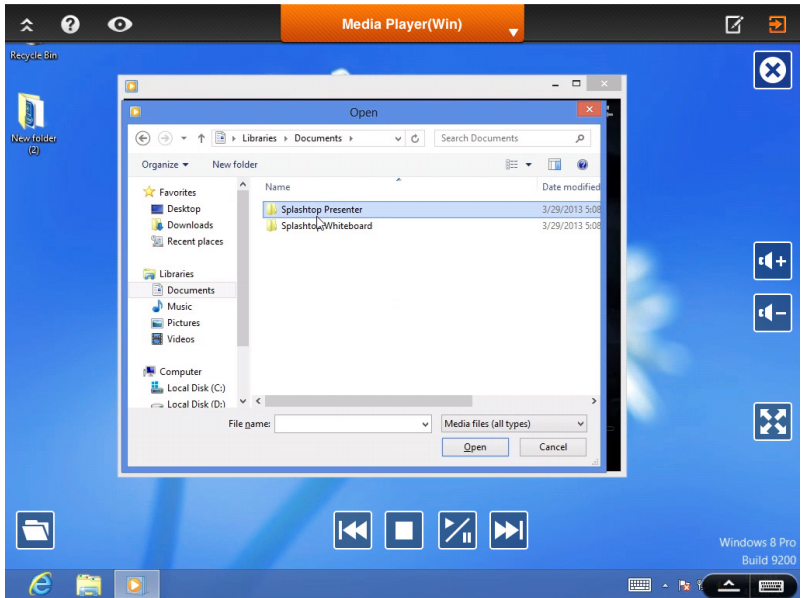 Media Player(Win)
Recycle Bin
New folder
(2)
Open
Libraries
Documents
Search Documents
Organize
New folder
Name
Date modified
Favorites
Desktop
Downloads
Recent places
Libraries
Documents
Music
Pictures
Videos
Computer
Local Disk (C:)
Local Disk (D:)
Splashtop Presenter
3/29/2013 5:08
Splashtop Whiteboard
3/29/2013 5:08
File name:
Media files (all types)
Open
Cancel
Windows 8 Pro
Build 9200